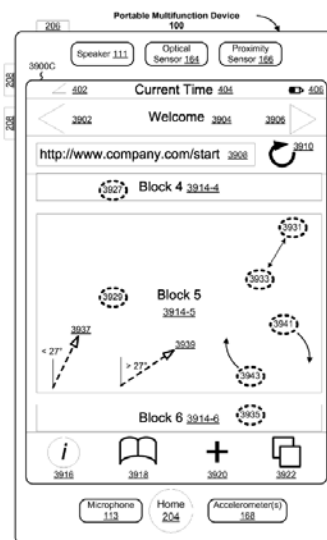 Portable Multifunction Device
100
206
Speaker 111
Optical
Sensor 164
Proximity
Sensor 166
3900C
208
208
402
Current Time 404
406
3902
Welcome 3904
3906
http://www.company.com/start 3908
3910
3927
Block 4 3914-4
3931
3933
3929
Block 5
3914-5
3937
3939
3941
< 27°
> 27°
3943
Block 6 3914-6
3935
i
3916
3918
3920
3922
Microphone
113
Home
204
Accelerometer(s)
168